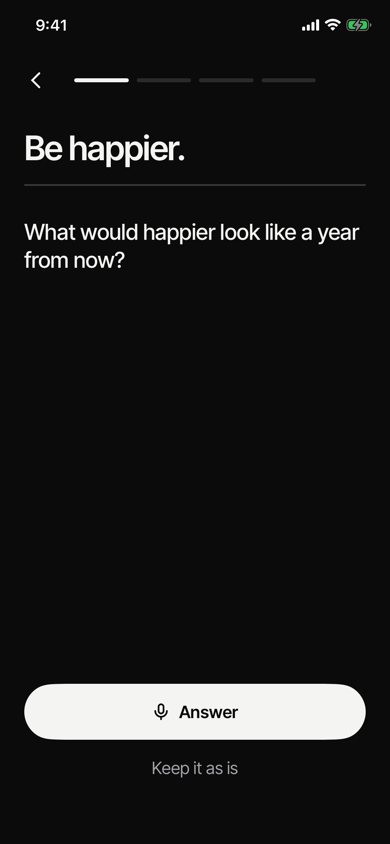 9:41
Be happier.
What would happier look like a year
from now?
Answer
Keep it as is